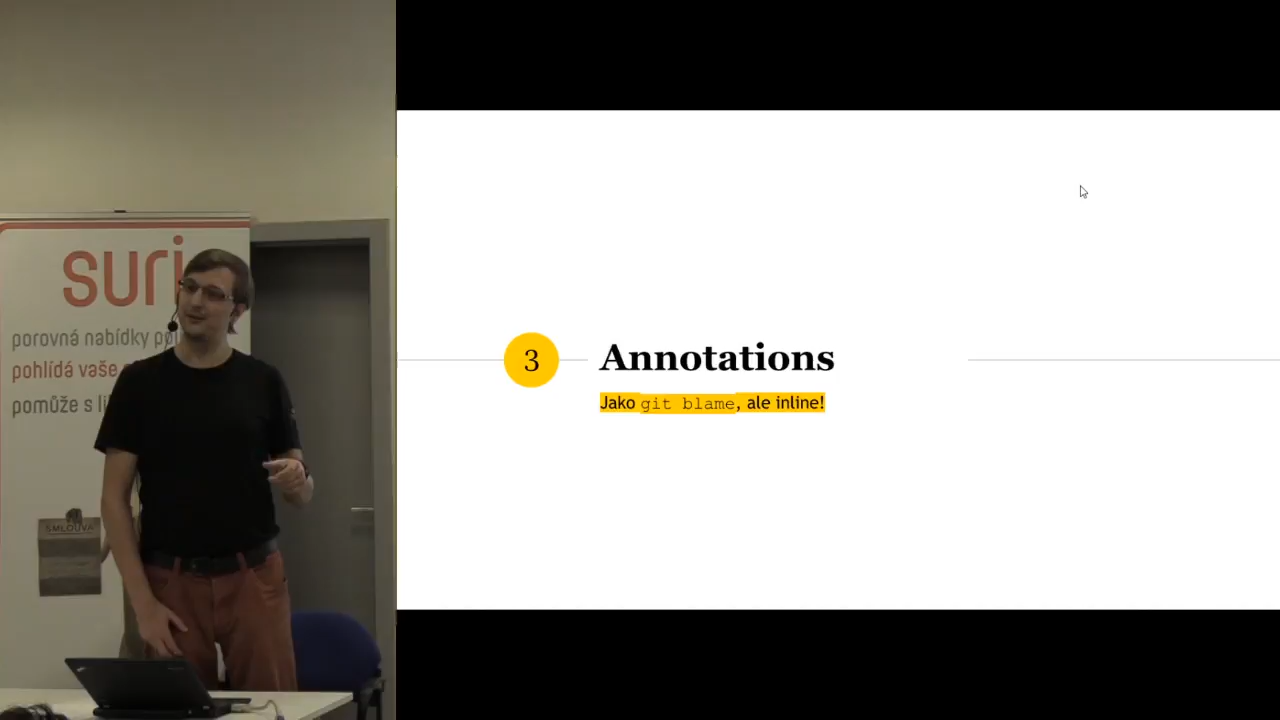 suri
porovná nabídky
pohlídá vaše
pomůže s
SMLOUVA
3
Annotations
Jako git blame, ale inline!